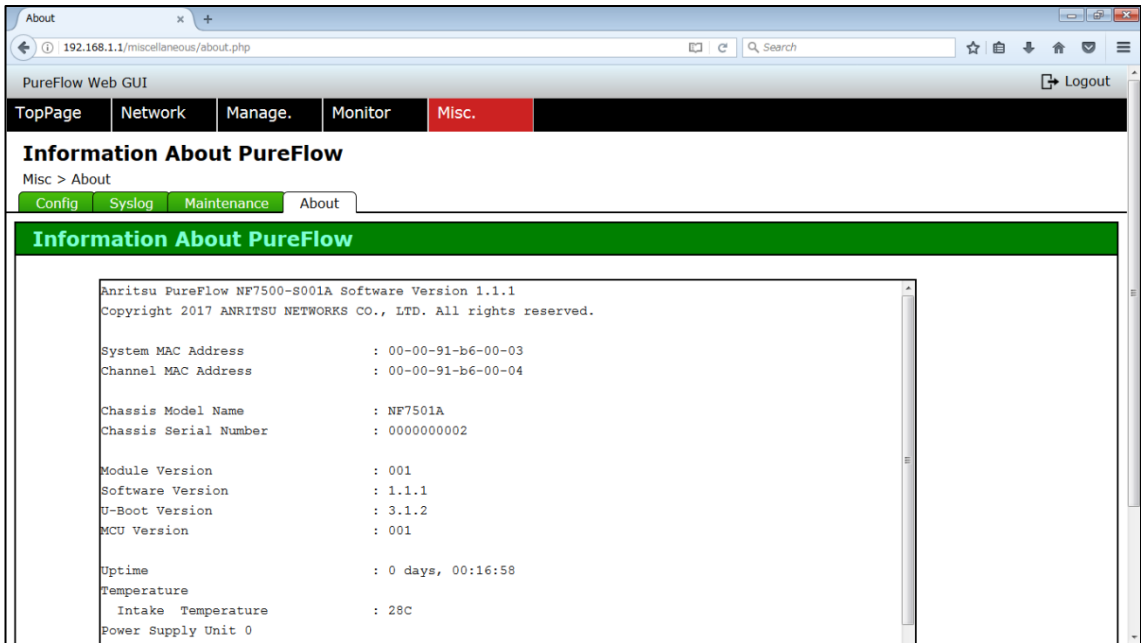 About
192.168.1.1/miscellaneous/about.php
Search
PureFlow Web GUI
Logout
TopPage Network Manage. Monitor Misc.
Information About PureFlow
Misc > About
Config Syslog Maintenance About
Information About PureFlow
Anritsu PureFlow NF7500-S001A Software Version 1.1.1
Copyright 2017 ANRITSU NETWORKS CO., LTD. All rights reserved.
System MAC Address : 00-00-91-b6-00-03
Channel MAC Address : 00-00-91-b6-00-04
Chassis Model Name : NF7501A
Chassis Serial Number : 0000000002
Module Version : 001
Software Version : 1.1.1
U-Boot Version : 3.1.2
MCU Version : 001
Uptime : 0 days, 00:16:58
Temperature
Intake Temperature : 28C
Power Supply Unit 0